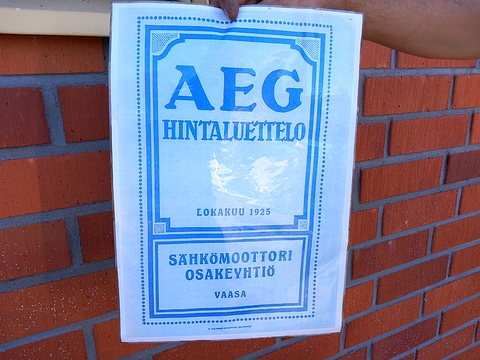 AEG
HINTALUETTELO
LOKAKUU 1925
SÄHKÖMOOTTORI
OSAKEYHTIÖ
VAASA